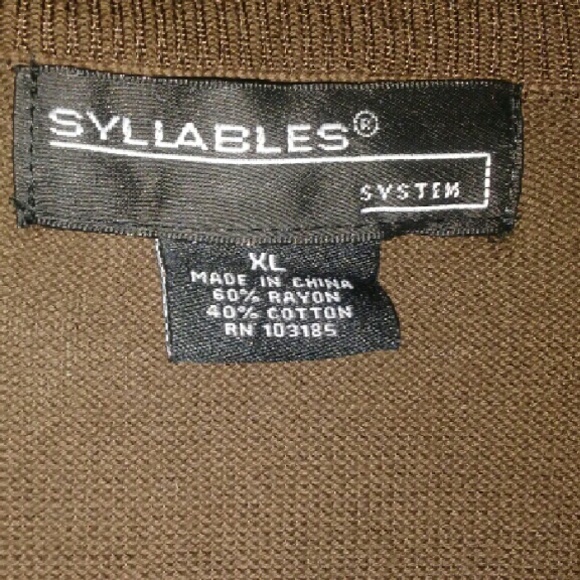 SYLLABLES®
SYSTEM
XL
MADE IN CHINA
60% RAYON
40% COTTON
RN 103185